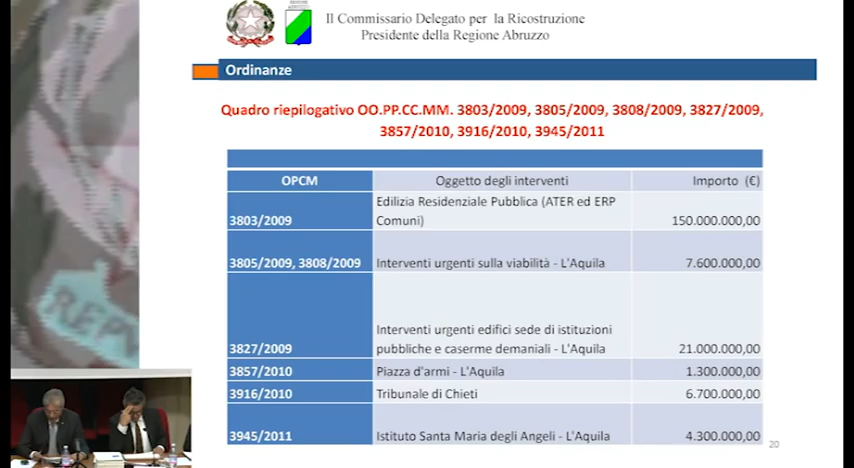 Il Commissario Delegato per la Ricostruzione
Presidente della Regione Abruzzo
Ordinanze
Quadro riepilogativo OO.PP.CC.MM. 3803/2009, 3805/2009, 3808/2009, 3827/2009,
3857/2010, 3916/2010, 3945/2011
OPCM Oggetto degli interventi Importo (€)
Edilizia Residenziale Pubblica (ATER ed ERP
3803/2009 Comuni) 150.000.000,00
3805/2009, 3808/2009 Interventi urgenti sulla viabilità - L'Aquila 7.600.000,00
Interventi urgenti edifici sede di istituzioni
3827/2009 pubbliche e caserme demaniali - L'Aquila 21.000.000,00
3857/2010 Piazza d'armi - L'Aquila 1.300.000,00
3916/2010 Tribunale di Chieti 6.700.000,00
3945/2011 Istituto Santa Maria degli Angeli - L'Aquila 4.300.000,00
20